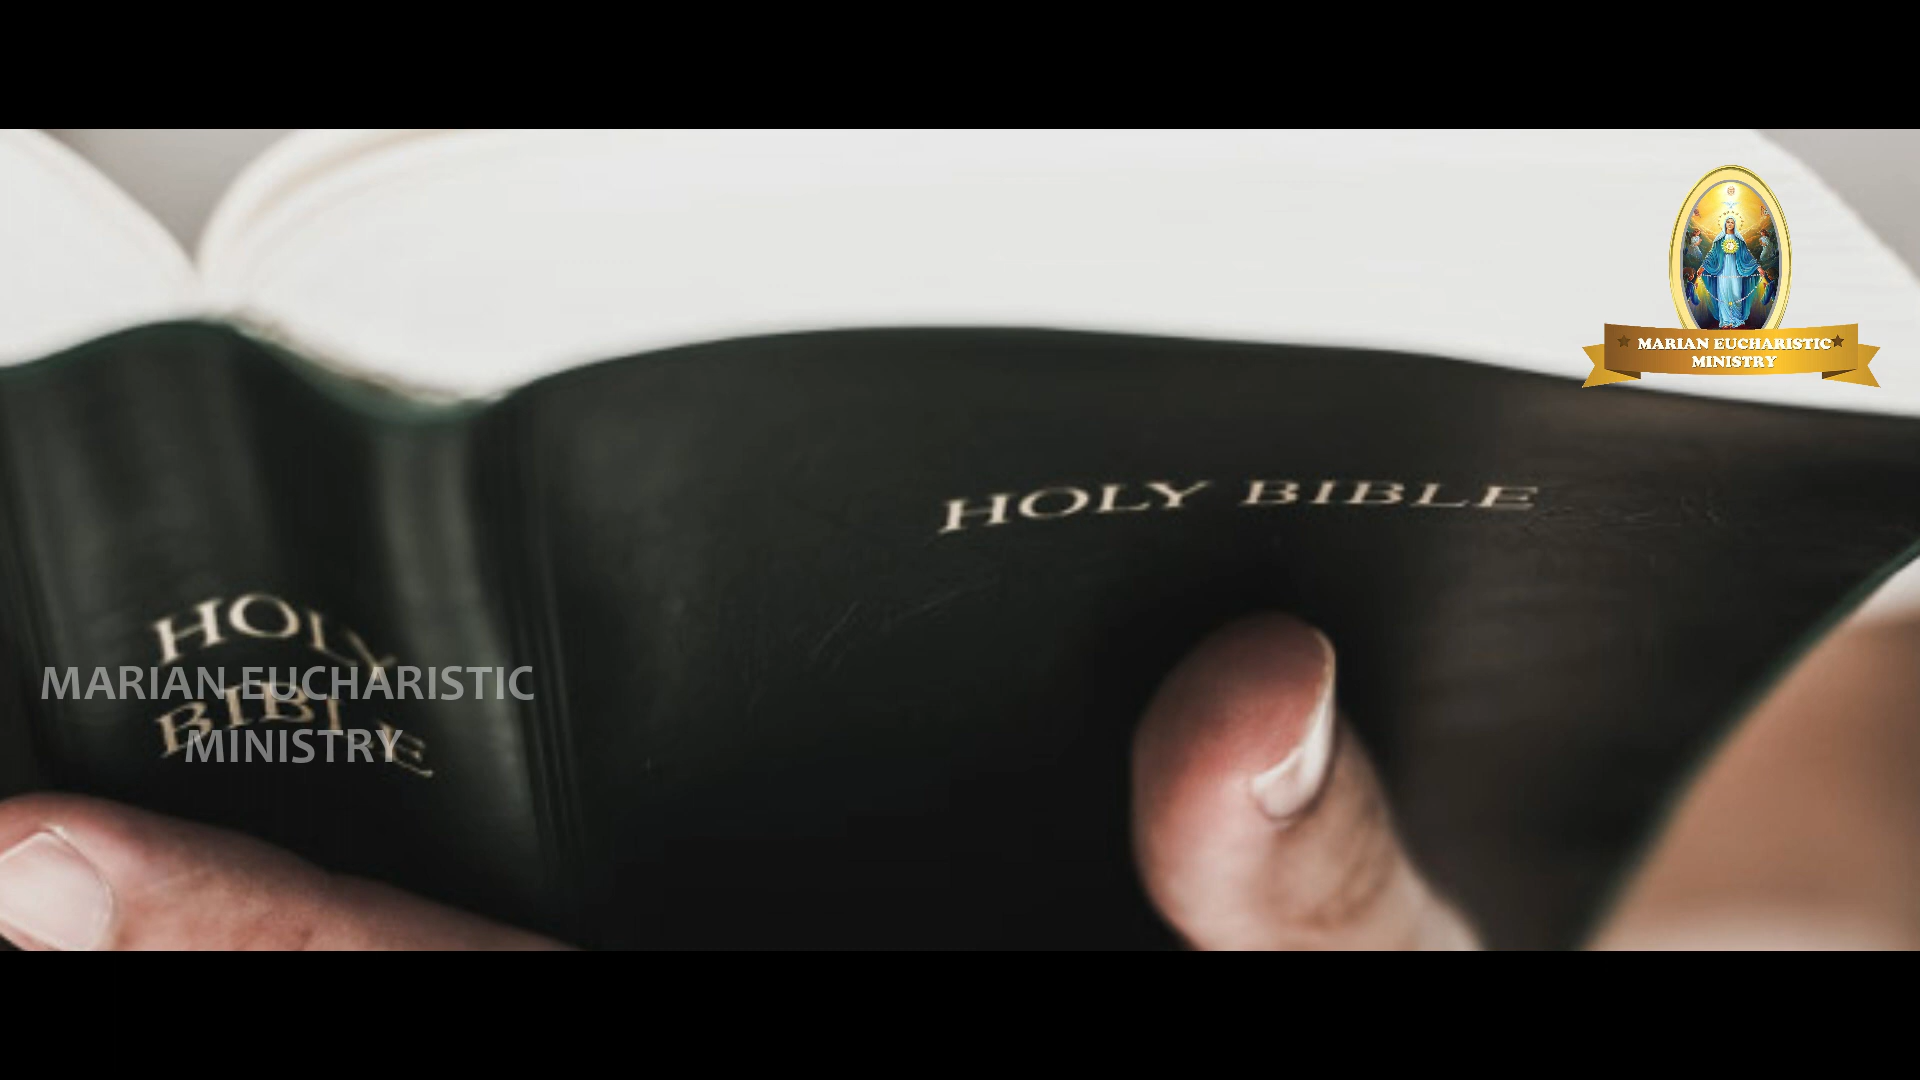 MARIAN EUCHARISTIC
MINISTRY
HOLY BIBLE
HOLY
BIBLE
MARIAN EUCHARISTIC
MINISTRY